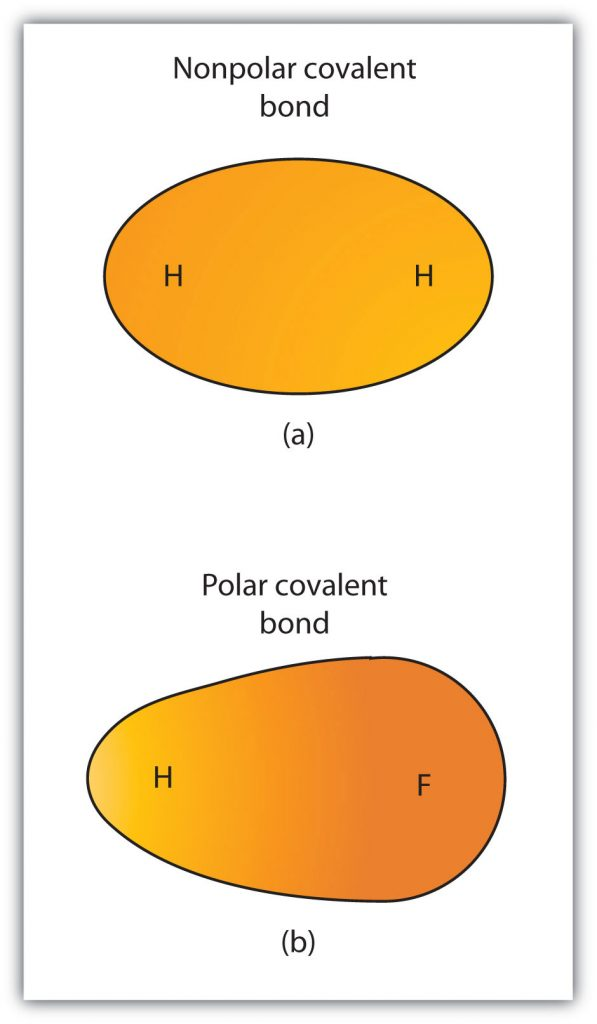 Nonpolar covalent
bond
H H
(a)
Polar covalent
bond
H F
(b)